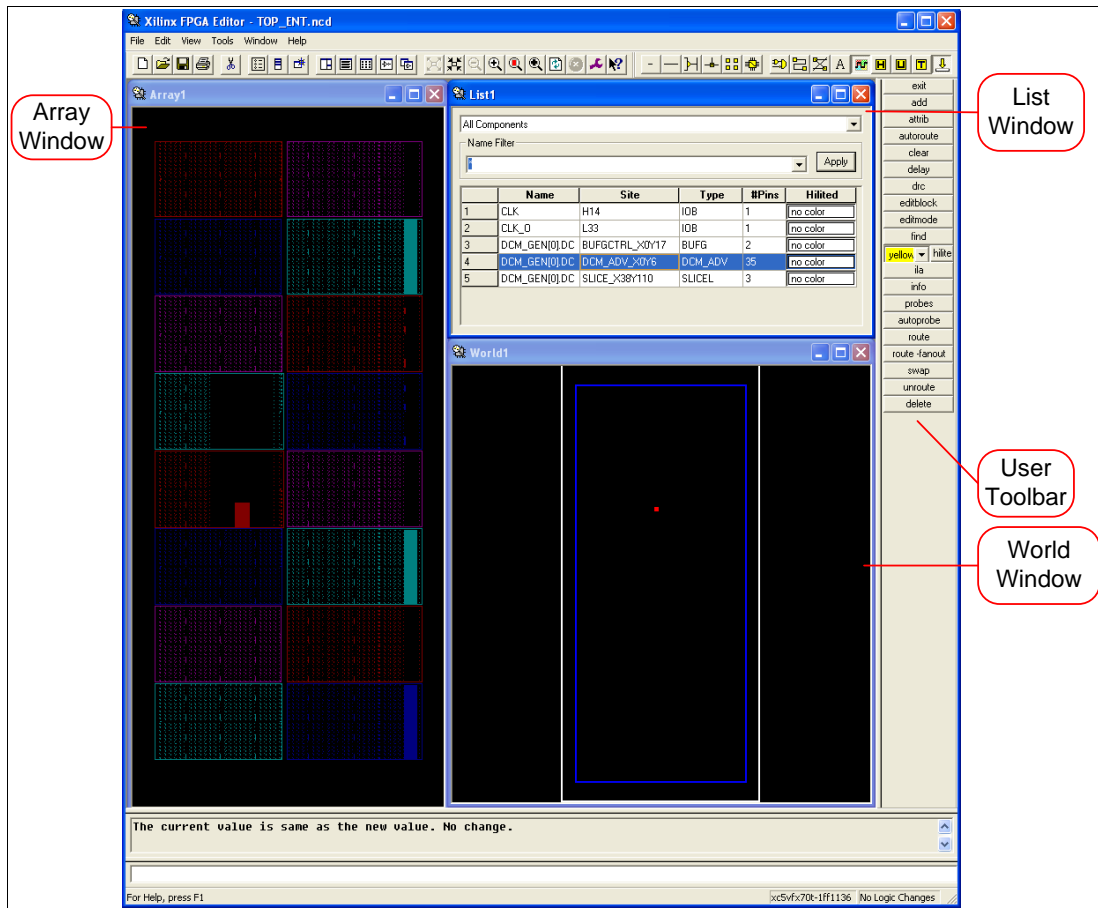 Xilinx FPGA Editor - TOP_ENT.ncd
File Edit View Tools Window Help
Array
Window
Array1
List1
All Components
Name Filter
*
Apply
Name Site Type #Pins Hilited
1 CLK H14 IOB 1 no color
2 CLK_O L33 IOB 1 no color
3 DCM_GEN[0].DC BUFGCTRL_X0Y17 BUFG 2 no color
4 DCM_GEN[0].DC DCM_ADV_X0Y6 DCM_ADV 35 no color
5 DCM_GEN[0].DC SLICE_X38Y110 SLICEL 3 no color
World1
exit
add
attrib
autoroute
clear
delay
drc
editblock
editmode
find
yellow hilite
ila
info
probes
autoprobe
route
route -fanout
swap
unroute
delete
List
Window
User
Toolbar
World
Window
The current value is same as the new value. No change.
For Help, press F1
xc5vfx70t-1ff1136 No Logic Changes